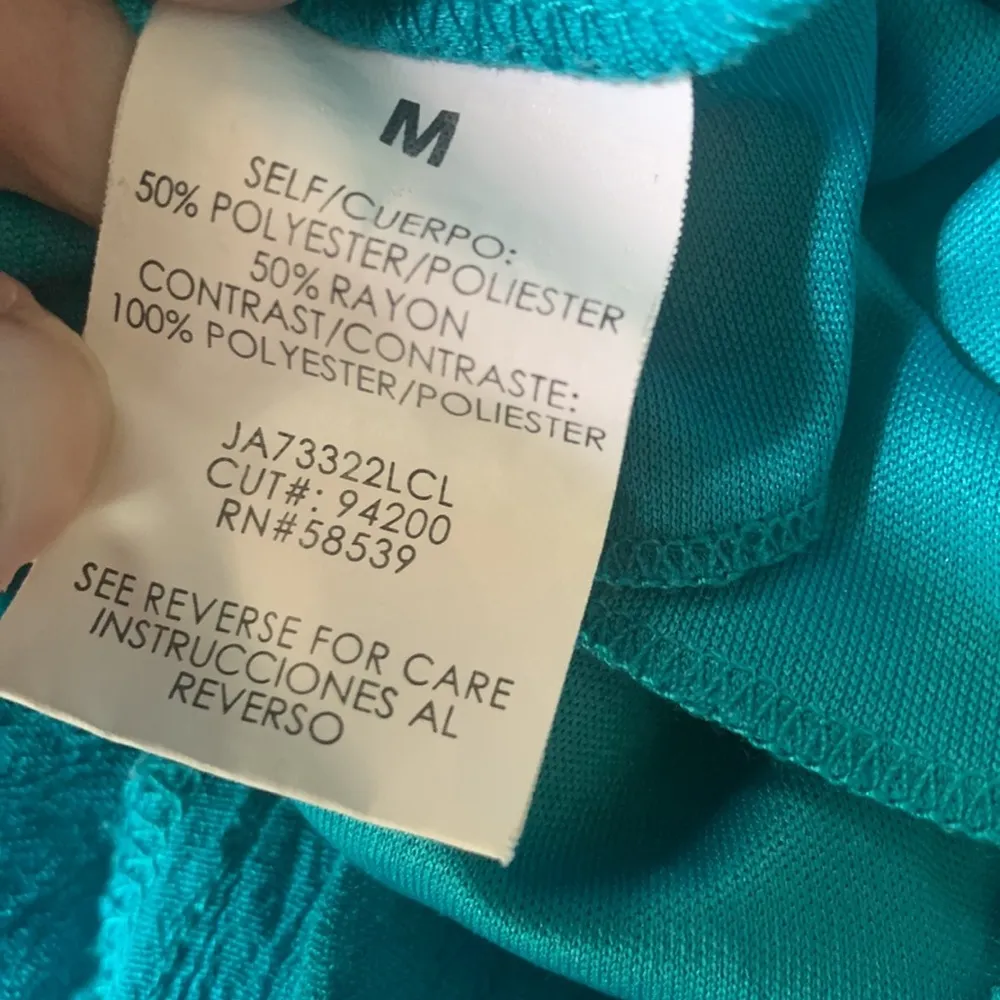 M
SELF/CUERPO:
50% POLYESTER/POLIESTER
50% RAYON
CONTRAST/CONTRASTE:
100% POLYESTER/POLIESTER
JA73322LCL
CUT#: 94200
RN#58539
SEE REVERSE FOR CARE
INSTRUCCIONES AL
REVERSO